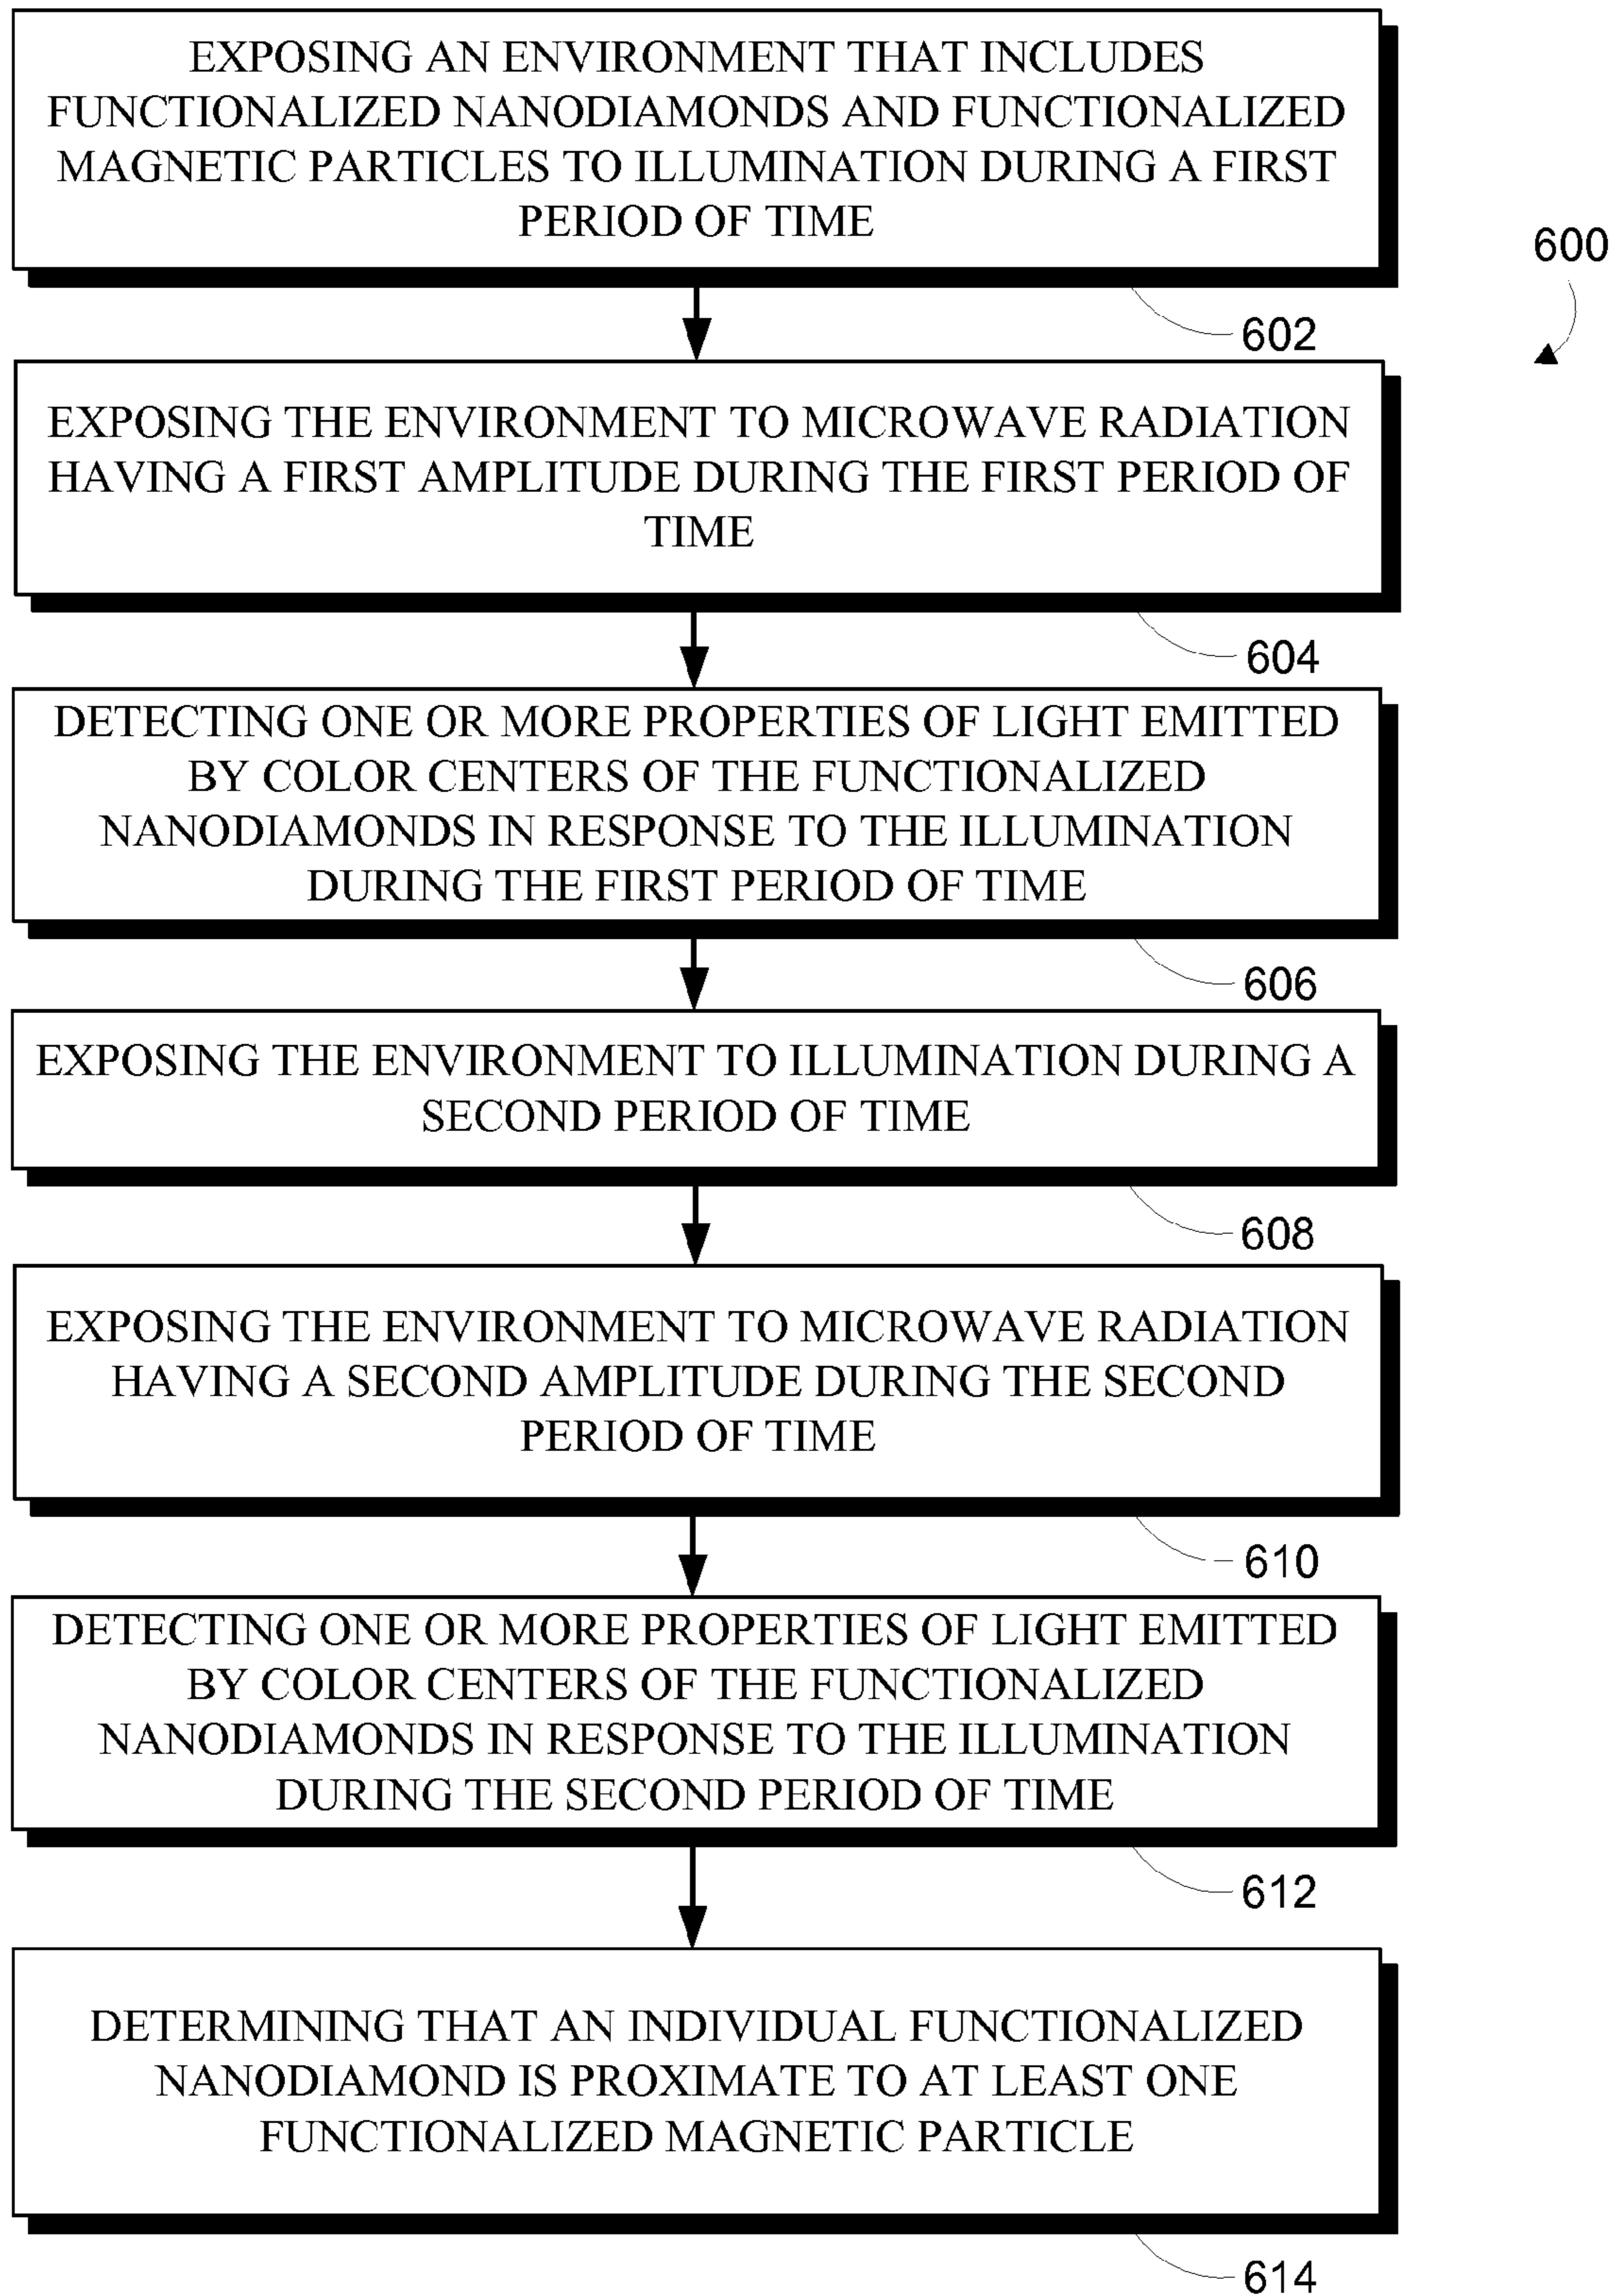 EXPOSING AN ENVIRONMENT THAT INCLUDES
FUNCTIONALIZED NANODIAMONDS AND FUNCTIONALIZED
MAGNETIC PARTICLES TO ILLUMINATION DURING A FIRST
PERIOD OF TIME
600
602
EXPOSING THE ENVIRONMENT TO MICROWAVE RADIATION
HAVING A FIRST AMPLITUDE DURING THE FIRST PERIOD OF
TIME
604
DETECTING ONE OR MORE PROPERTIES OF LIGHT EMITTED
BY COLOR CENTERS OF THE FUNCTIONALIZED
NANODIAMONDS IN RESPONSE TO THE ILLUMINATION
DURING THE FIRST PERIOD OF TIME
606
EXPOSING THE ENVIRONMENT TO ILLUMINATION DURING A
SECOND PERIOD OF TIME
608
EXPOSING THE ENVIRONMENT TO MICROWAVE RADIATION
HAVING A SECOND AMPLITUDE DURING THE SECOND
PERIOD OF TIME
610
DETECTING ONE OR MORE PROPERTIES OF LIGHT EMITTED
BY COLOR CENTERS OF THE FUNCTIONALIZED
NANODIAMONDS IN RESPONSE TO THE ILLUMINATION
DURING THE SECOND PERIOD OF TIME
612
DETERMINING THAT AN INDIVIDUAL FUNCTIONALIZED
NANODIAMOND IS PROXIMATE TO AT LEAST ONE
FUNCTIONALIZED MAGNETIC PARTICLE
614